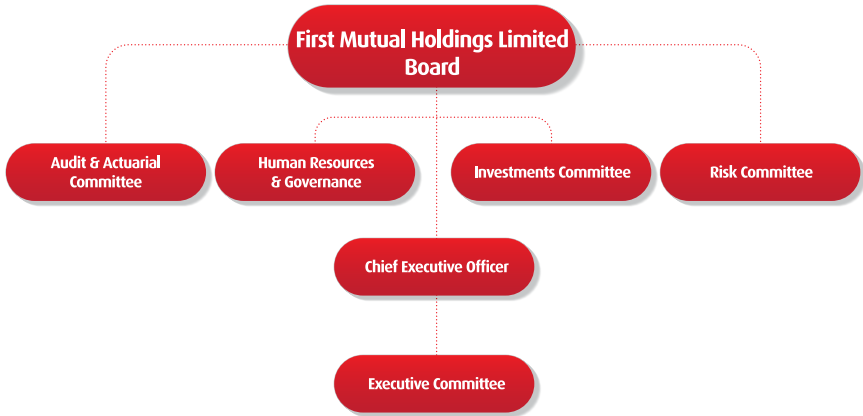 First Mutual Holdings Limited
Board
Audit & Actuarial
Committee
Human Resources
& Governance
Investments Committee
Risk Committee
Chief Executive Officer
Executive Committee